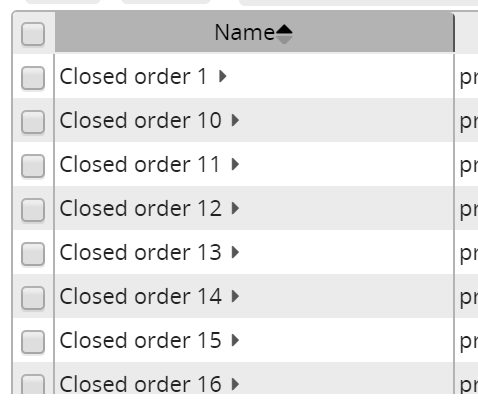 Name
Closed order 1 pr
Closed order 10 pr
Closed order 11 pr
Closed order 12 pr
Closed order 13 pr
Closed order 14 pr
Closed order 15 pr
Closed order 16 pr